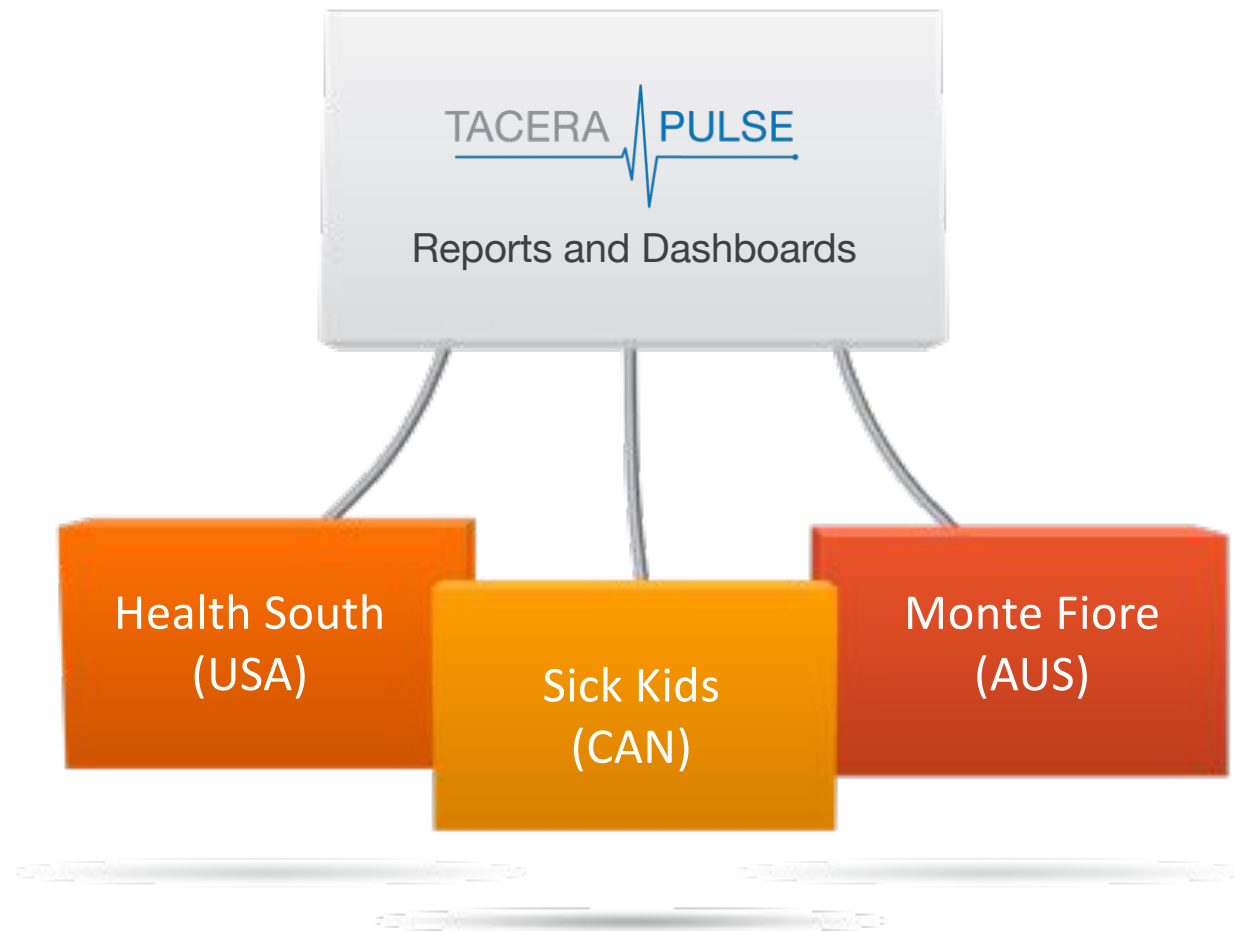 TACERA PULSE
Reports and Dashboards
Health South
(USA)
Sick Kids
(CAN)
Monte Fiore
(AUS)